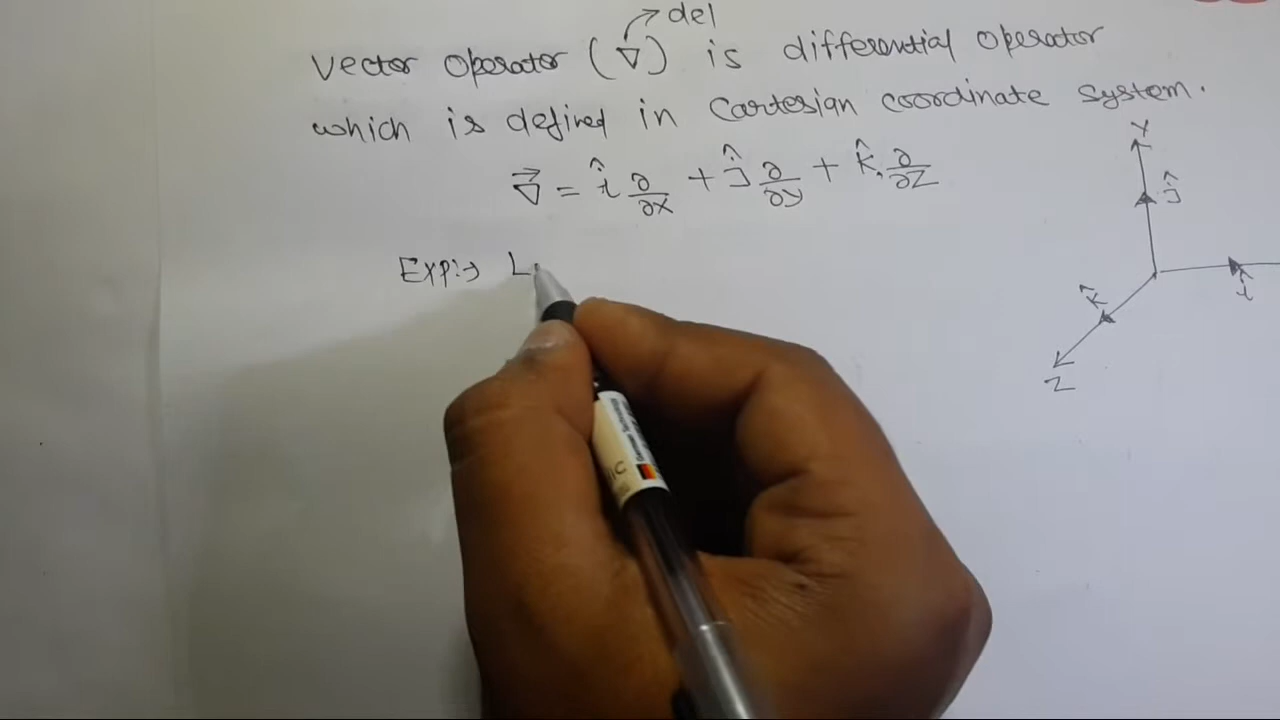 del
Vector Operator (∇) is differential operator
which is defined in Cartesian coordinate system.
∇⃗ = î ∂/∂x + ĵ ∂/∂y + k̂ ∂/∂z
Y
ĵ
î
k̂
Z
Exp:→ L